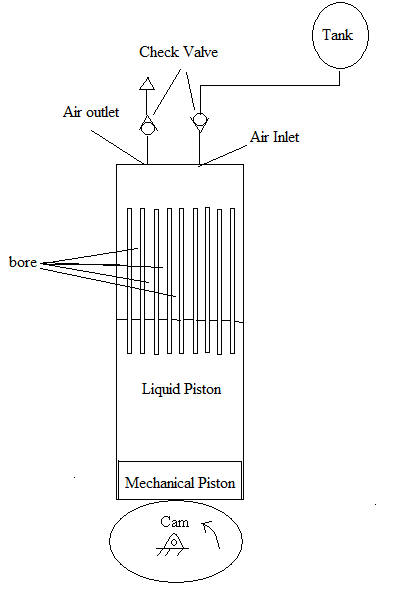 Tank
Check Valve
Air outlet
Air Inlet
bore
Liquid Piston
Mechanical Piston
Cam